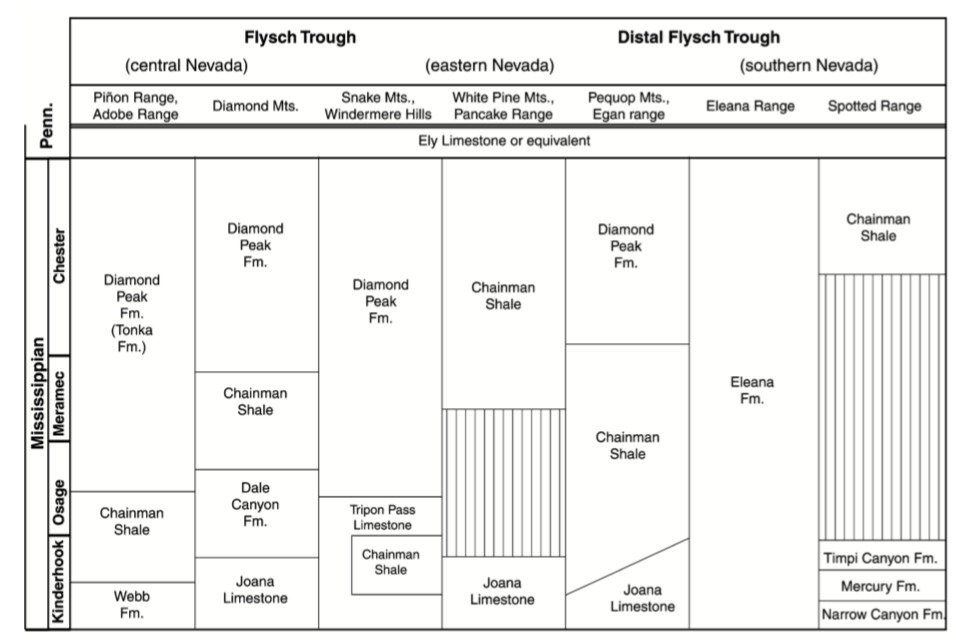 Flysch Trough
Distal Flysch Trough
(central Nevada)
(eastern Nevada)
(southern Nevada)
Piñon Range,
Adobe Range
Diamond Mts.
Snake Mts.,
Windermere Hills
White Pine Mts.,
Pancake Range
Pequop Mts.,
Egan range
Eleana Range
Spotted Range
Penn.
Ely Limestone or equivalent
Mississippian
Chester
Meramec
Osage
Kinderhook
Diamond
Peak
Fm.
(Tonka
Fm.)
Chainman
Shale
Webb
Fm.
Diamond
Peak
Fm.
Chainman
Shale
Dale
Canyon
Fm.
Joana
Limestone
Diamond
Peak
Fm.
Tripon Pass
Limestone
Chainman
Shale
Chainman
Shale
Joana
Limestone
Diamond
Peak
Fm.
Chainman
Shale
Joana
Limestone
Eleana
Fm.
Chainman
Shale
Timpi Canyon Fm.
Mercury Fm.
Narrow Canyon Fm.